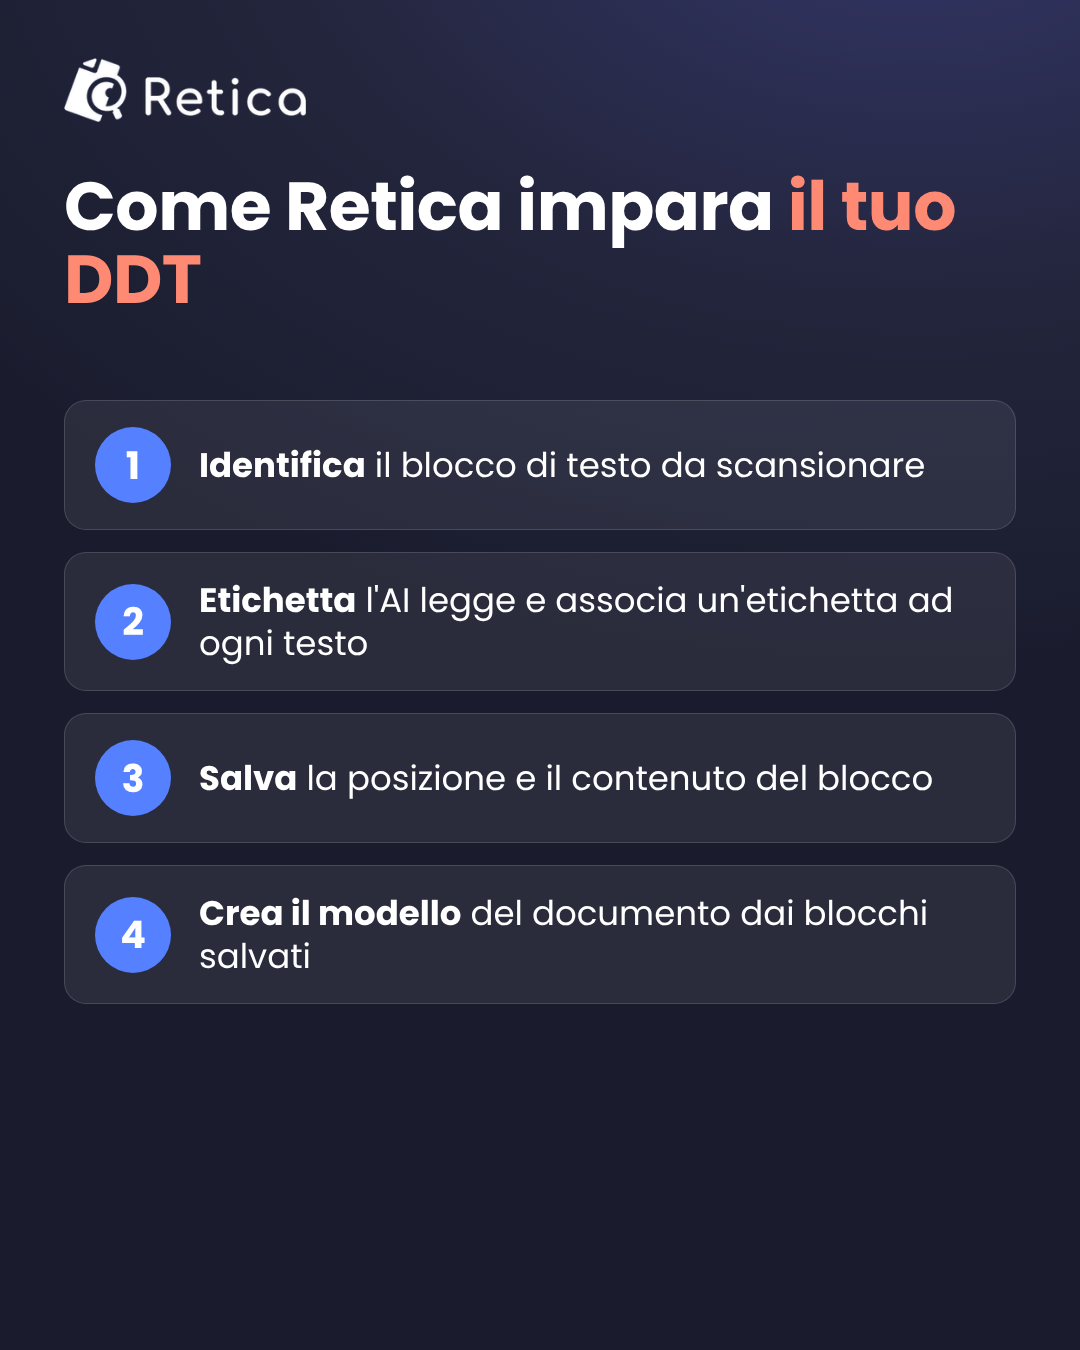 Retica
Come Retica impara il tuo
DDT
1
Identifica il blocco di testo da scansionare
2
Etichetta l'AI legge e associa un'etichetta ad
ogni testo
3
Salva la posizione e il contenuto del blocco
4
Crea il modello del documento dai blocchi
salvati